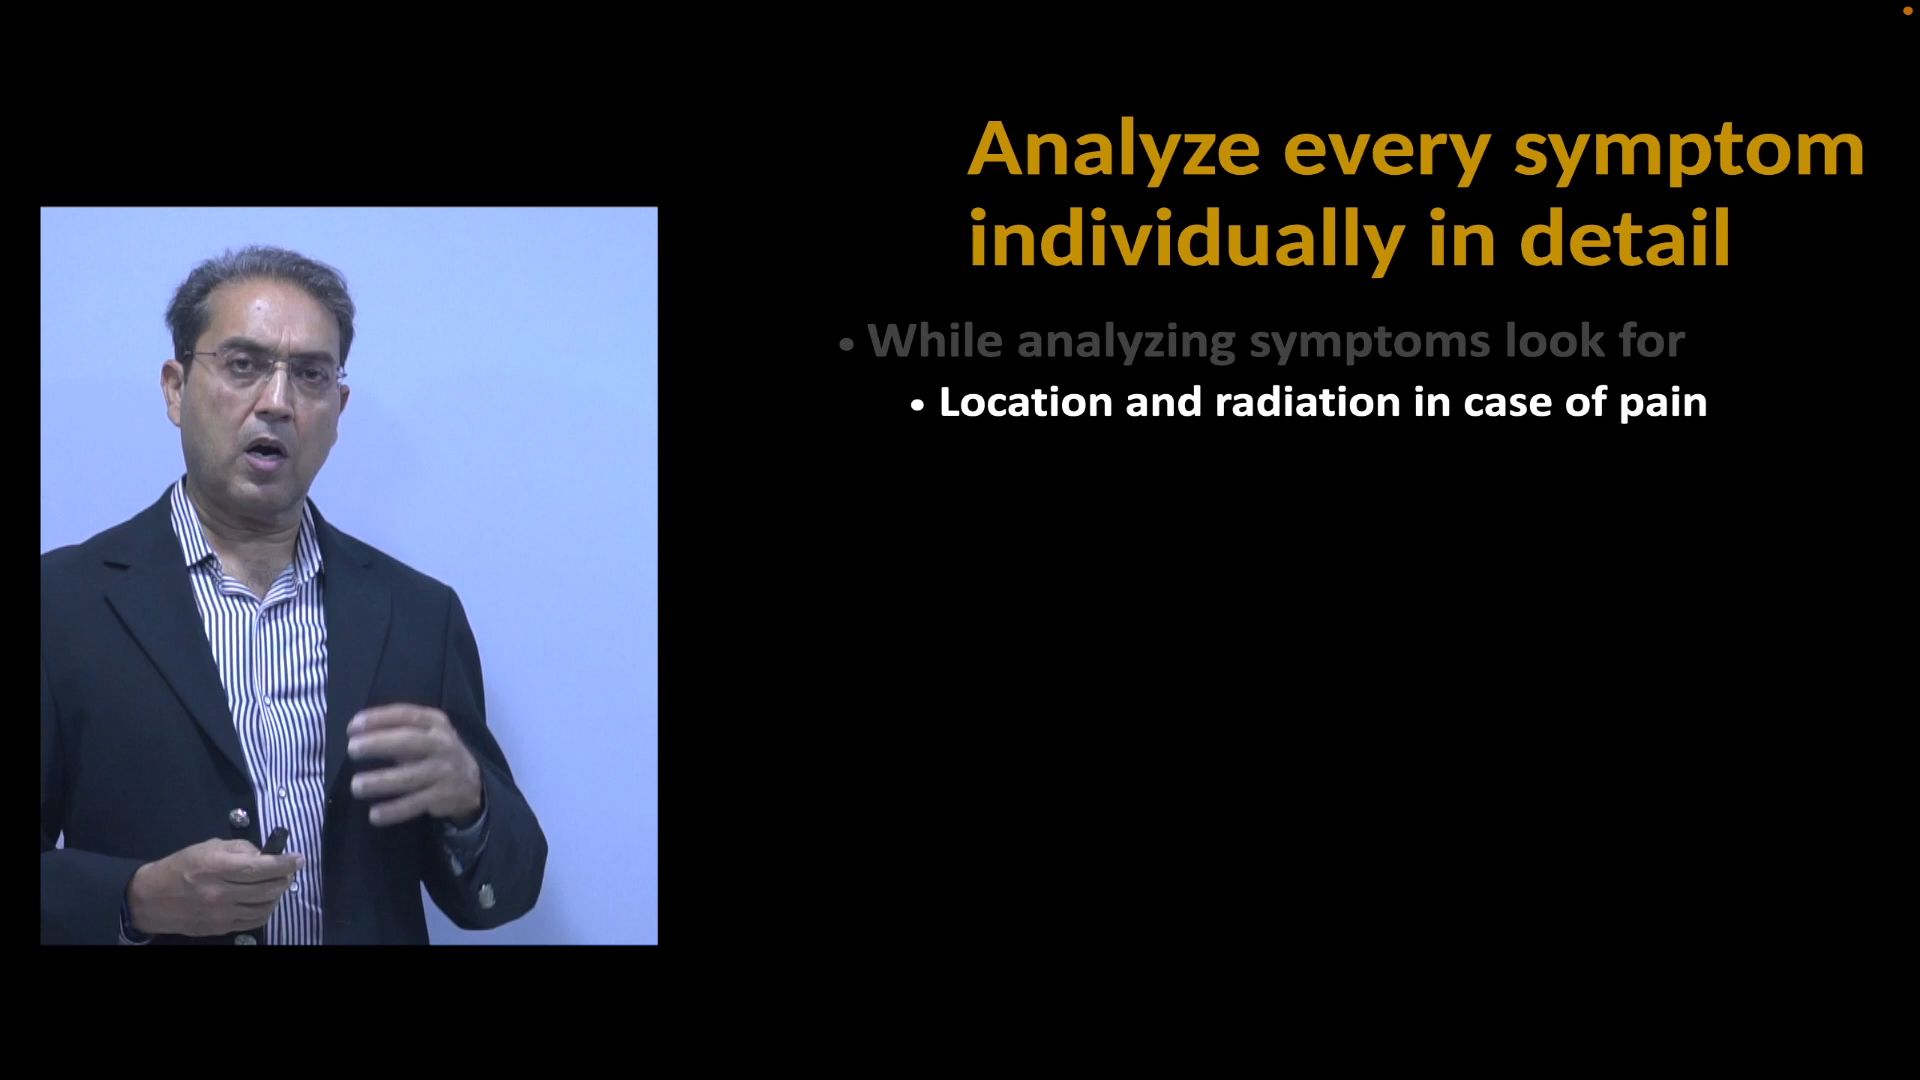 Analyze every symptom
individually in detail
• While analyzing symptoms look for
• Location and radiation in case of pain